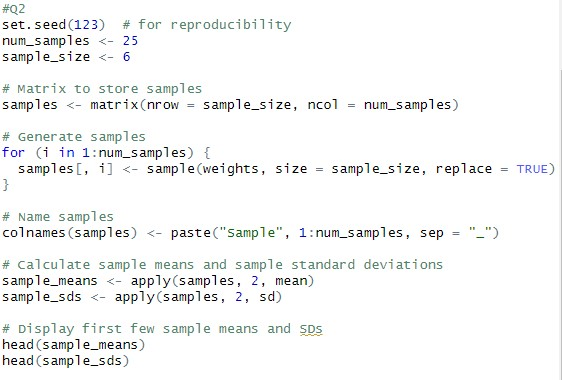 #Q2
set.seed(123)  # for reproducibility
num_samples <- 25
sample_size <- 6

# Matrix to store samples
samples <- matrix(nrow = sample_size, ncol = num_samples)

# Generate samples
for (i in 1:num_samples) {
  samples[, i] <- sample(weights, size = sample_size, replace = TRUE)
}

# Name samples
colnames(samples) <- paste("Sample", 1:num_samples, sep = "_")

# Calculate sample means and sample standard deviations
sample_means <- apply(samples, 2, mean)
sample_sds <- apply(samples, 2, sd)

# Display first few sample means and SDs
head(sample_means)
head(sample_sds)